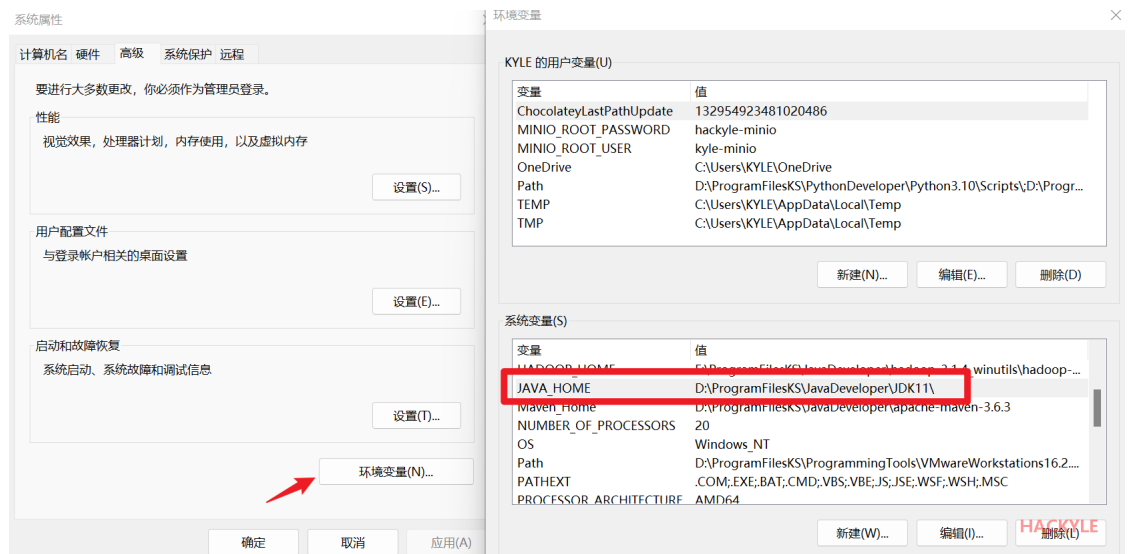 系统属性
计算机名 硬件 高级 系统保护 远程
要进行大多数更改，你必须作为管理员登录。
性能
视觉效果，处理器计划，内存使用，以及虚拟内存
设置(S)...
用户配置文件
与登录帐户相关的桌面设置
设置(E)...
启动和故障恢复
系统启动、系统故障和调试信息
设置(T)...
环境变量(N)...
确定 取消 应用(A)
环境变量
KYLE 的用户变量(U)
变量 值
ChocolateyLastPathUpdate 132954923481020486
MINIO_ROOT_PASSWORD hackyle-minio
MINIO_ROOT_USER kyle-minio
OneDrive C:\Users\KYLE\OneDrive
Path D:\ProgramFilesKS\PythonDeveloper\Python3.10\Scripts\;D:\Progr...
TEMP C:\Users\KYLE\AppData\Local\Temp
TMP C:\Users\KYLE\AppData\Local\Temp
新建(N)... 编辑(E)... 删除(D)
系统变量(S)
变量 值
HADOOP_HOME
JAVA_HOME D:\ProgramFilesKS\JavaDeveloper\JDK11\
Maven_Home D:\ProgramFilesKS\JavaDeveloper\apache-maven-3.6.3
NUMBER_OF_PROCESSORS 20
OS Windows_NT
Path D:\ProgramFilesKS\ProgrammingTools\VMwareWorkstations16.2....
PATHEXT .COM;.EXE;.BAT;.CMD;.VBS;.VBE;.JS;.JSE;.WSF;.WSH;.MSC
PROCESSOR_ARCHITECTURE AMD64
新建(W)... 编辑(I)... 删除(L)
HACKYLE